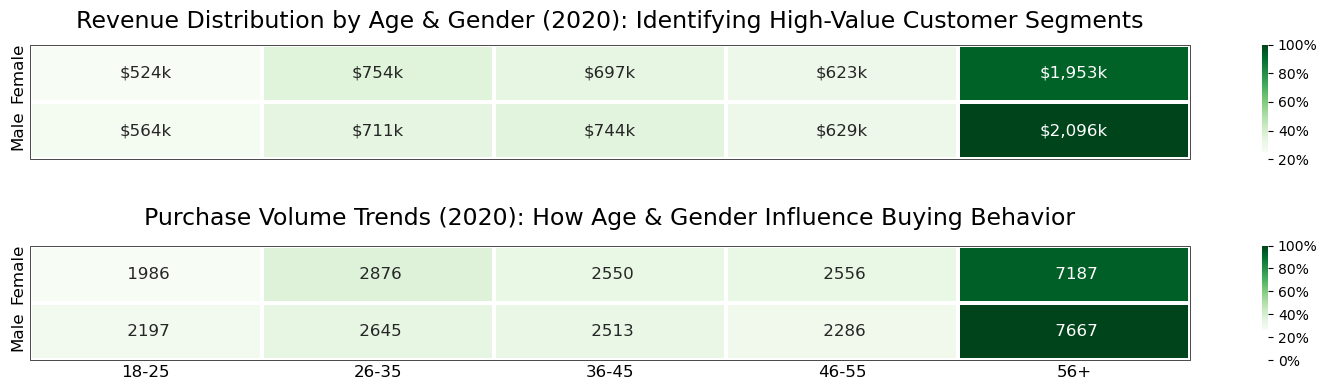 Revenue Distribution by Age & Gender (2020): Identifying High-Value Customer Segments
Female $524k $754k $697k $623k $1,953k
Male $564k $711k $744k $629k $2,096k
100%
80%
60%
40%
20%
Purchase Volume Trends (2020): How Age & Gender Influence Buying Behavior
Female 1986 2876 2550 2556 7187
Male 2197 2645 2513 2286 7667
18-25 26-35 36-45 46-55 56+
100%
80%
60%
40%
20%
0%